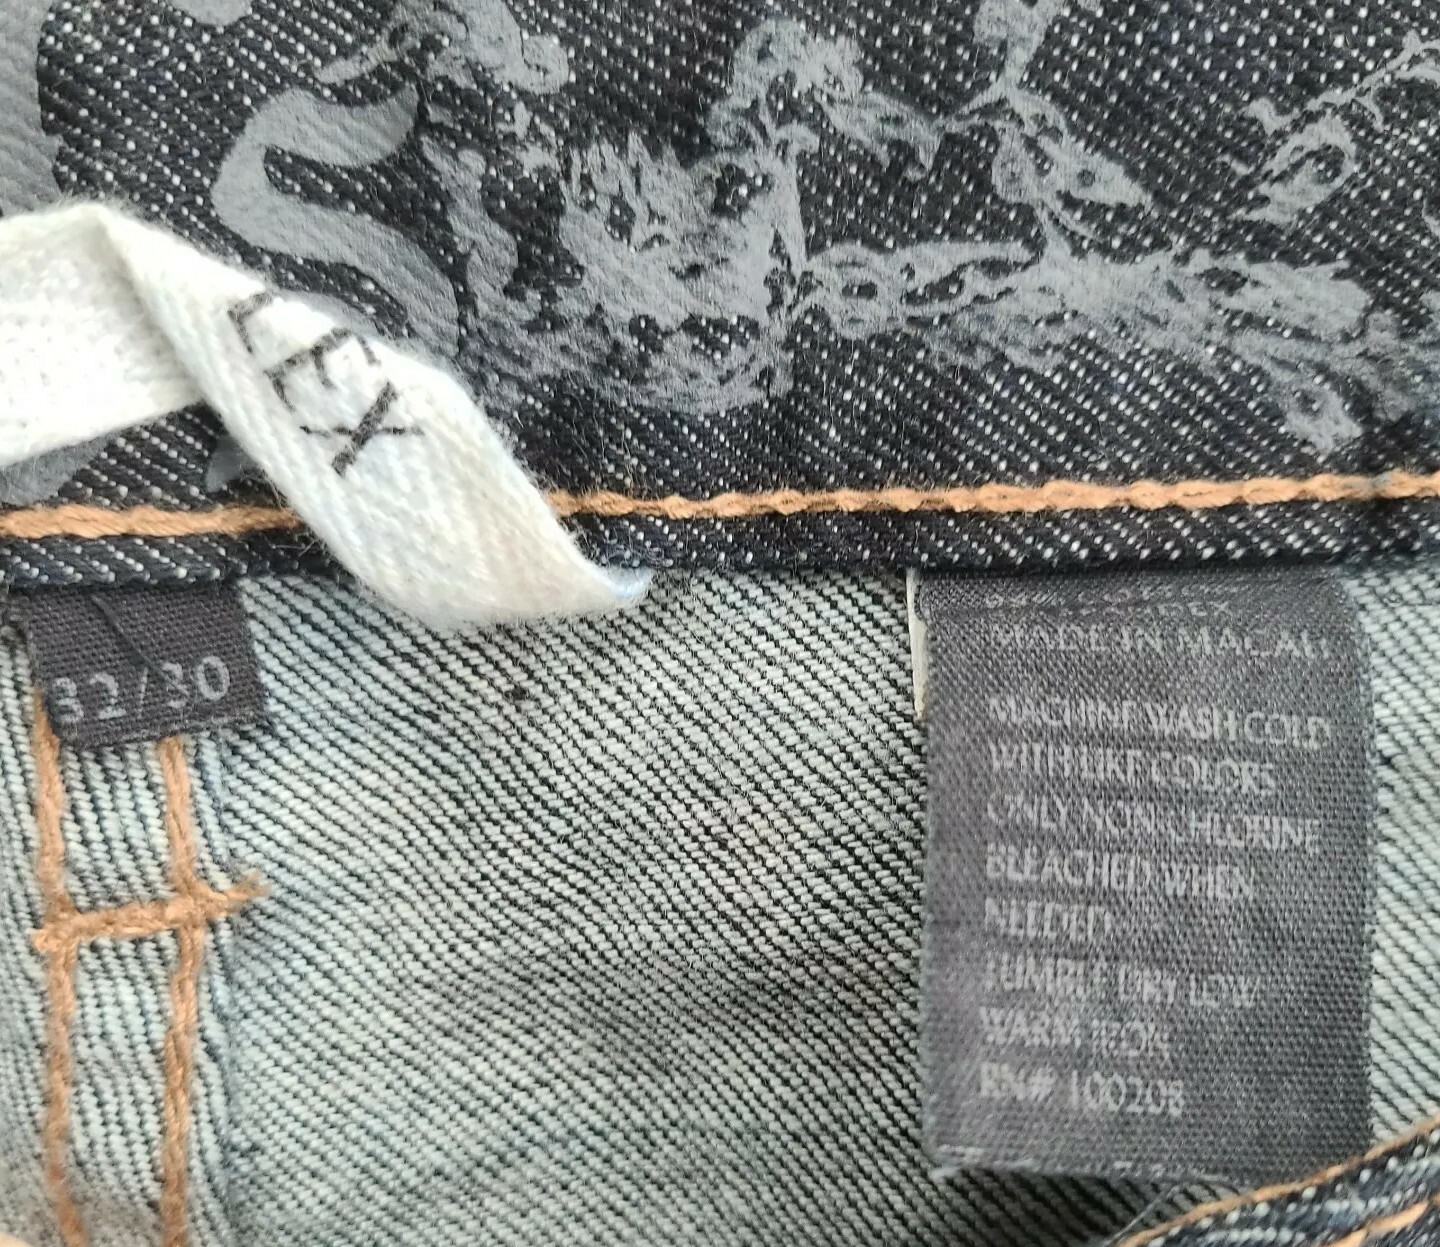 LEX
32/30
MADE IN MACAU
MACHINE WASH COLD
WITH LIKE COLORS
ONLY NON CHLORINE
BLEACHED WHEN
NEEDED
TUMBLE DRY LOW
WARM IRON
RN# 100208